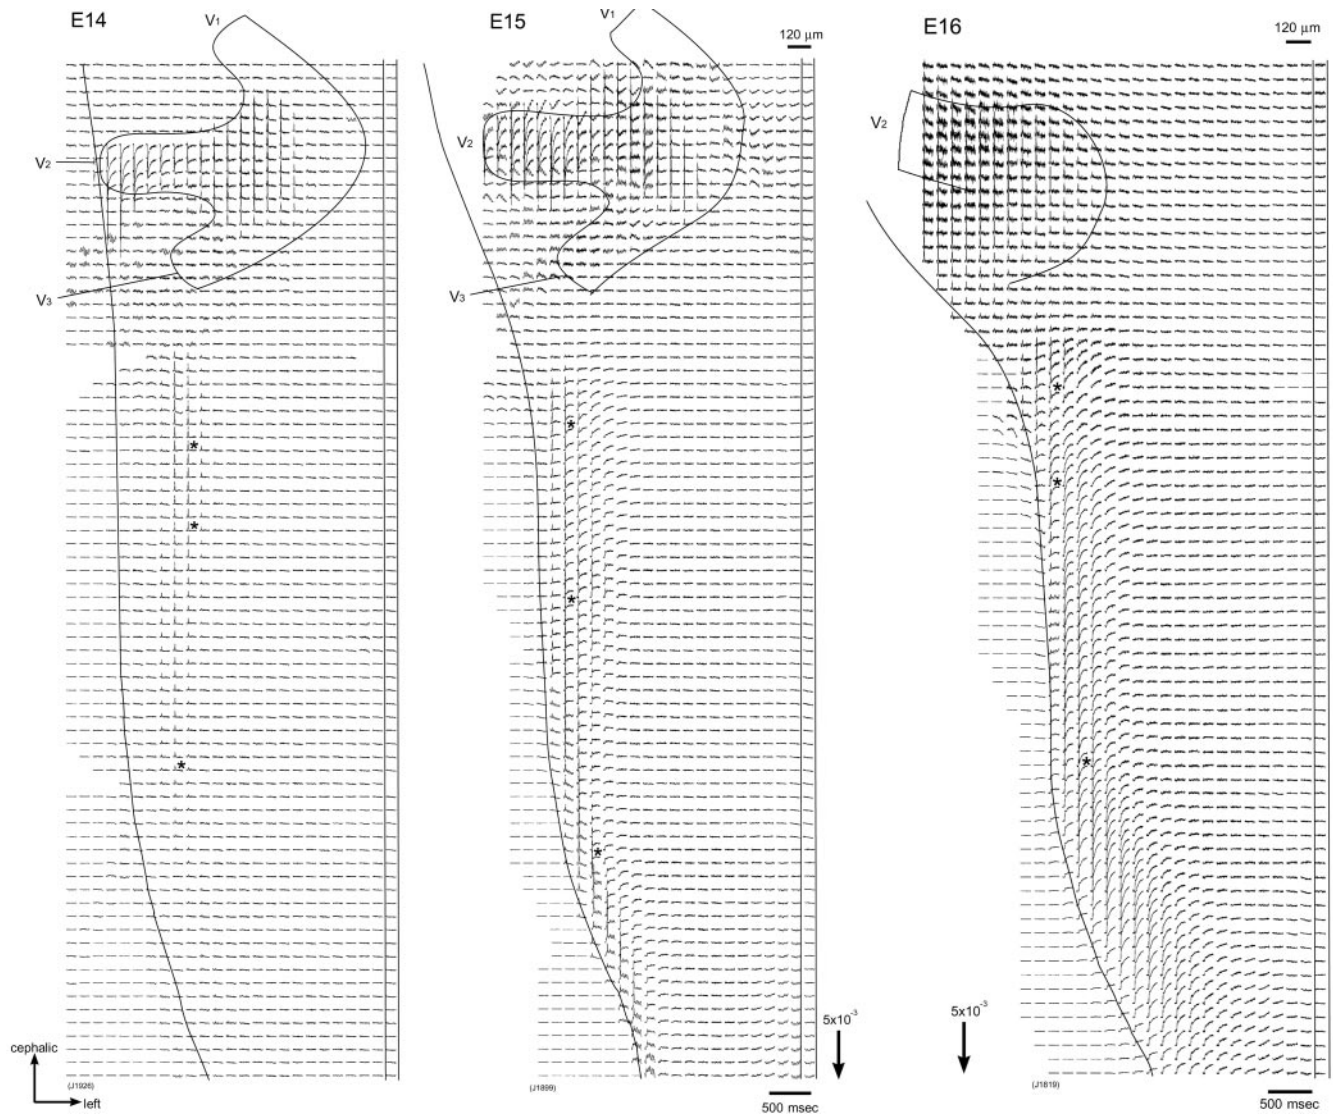 E14
V1
E15
V1
120 μm
E16
120 μm
V2
V2
V2
V3
V3
*
*
*
*
*
*
*
*
*
*
5x10⁻³
5x10⁻³
cephalic
left
(J1926)
(J1899)
(J1819)
500 msec
500 msec